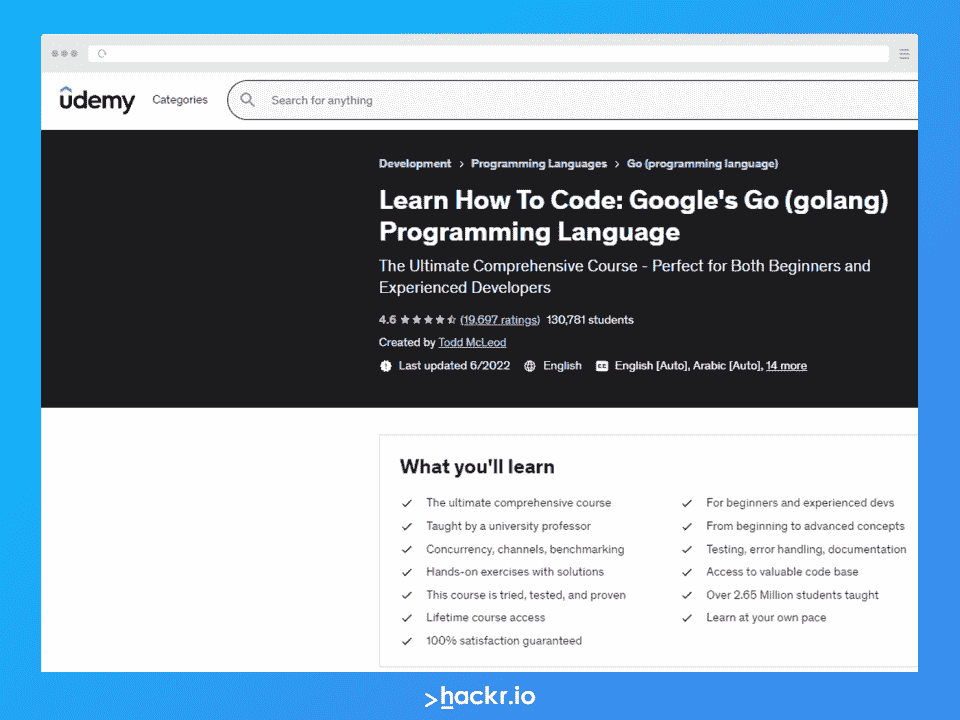 ûdemy Categories Search for anything
Development > Programming Languages > Go (programming language)
Learn How To Code: Google's Go (golang)
Programming Language
The Ultimate Comprehensive Course - Perfect for Both Beginners and
Experienced Developers
4.6 (19,697 ratings) 130,781 students
Created by Todd McLeod
Last updated 6/2022 English CC English [Auto], Arabic [Auto], 14 more
What you'll learn
The ultimate comprehensive course
For beginners and experienced devs
Taught by a university professor
From beginning to advanced concepts
Concurrency, channels, benchmarking
Testing, error handling, documentation
Hands-on exercises with solutions
Access to valuable code base
This course is tried, tested, and proven
Over 2.65 Million students taught
Lifetime course access
Learn at your own pace
100% satisfaction guaranteed
>hackr.io